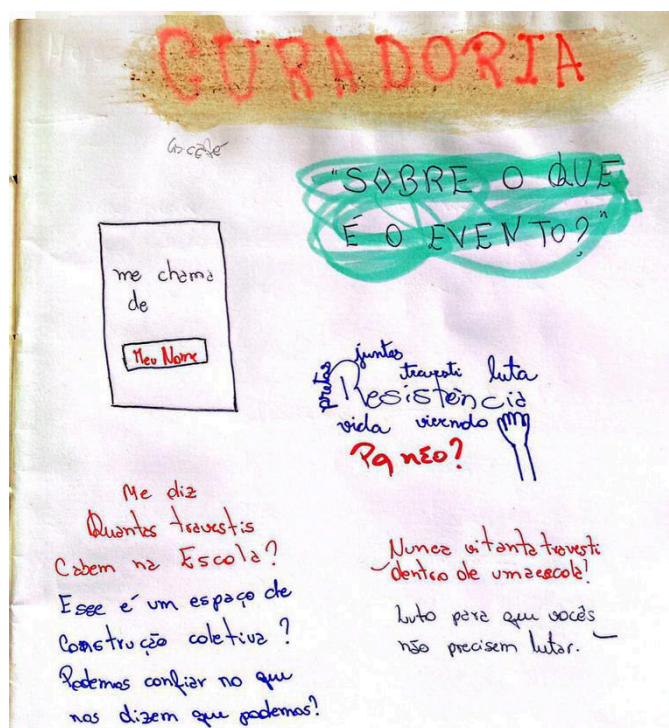 CURADORIA
"SOBRE O QUE
É O EVENTO?"
me chama
de
Meu Nome
pretas juntas travesti luta
Resistência
vida vivendo
Pq não?
Me diz
Quantas travestis
Cabem na Escola?
Esse é um espaço de
Construção coletiva?
Podemos confiar no que
nos dizem que podemos?
Nunca vi tanta travesti
dentro de uma escola!
Luto para que vocês
não precisem lutar.